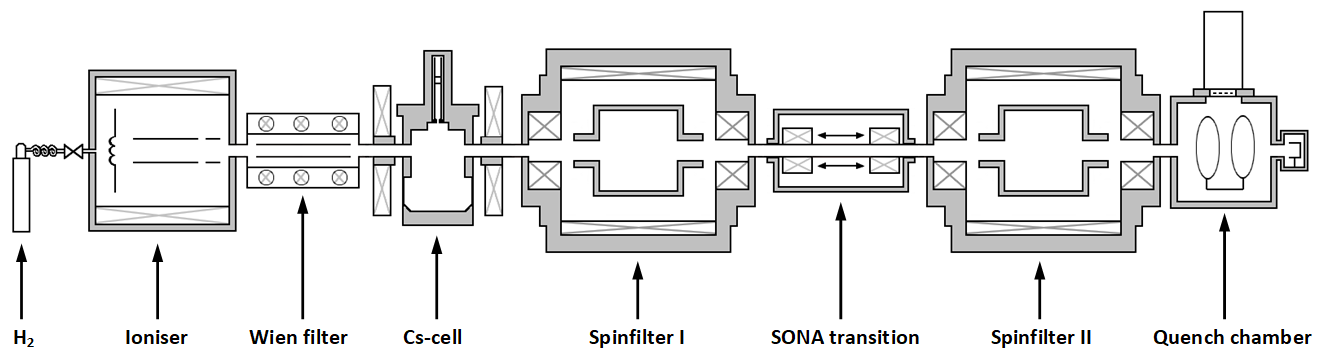 H₂
Ioniser
Wien filter
Cs-cell
Spinfilter I
SONA transition
Spinfilter II
Quench chamber